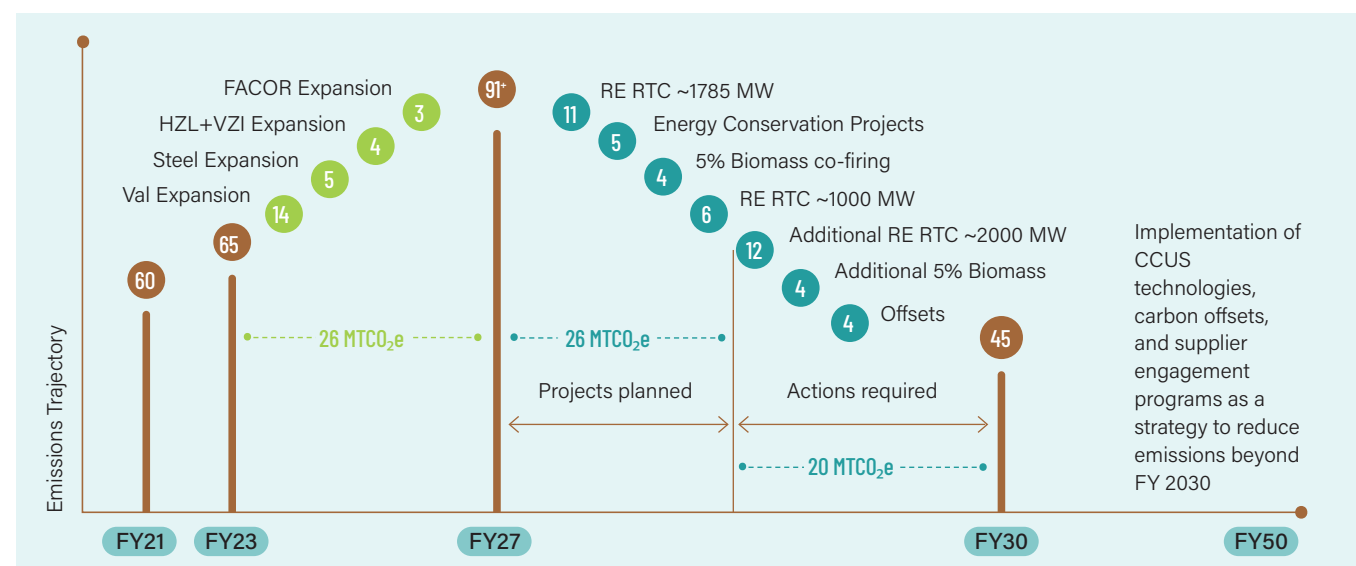 FACOR Expansion
HZL+VZI Expansion
Steel Expansion
Val Expansion
3
4
5
14
60
65
91⁺
11
RE RTC ~1785 MW
5
Energy Conservation Projects
4
5% Biomass co-firing
6
RE RTC ~1000 MW
12
Additional RE RTC ~2000 MW
4
Additional 5% Biomass
4
Offsets
45
26 MTCO₂e
26 MTCO₂e
Projects planned
Actions required
20 MTCO₂e
Implementation of
CCUS
technologies,
carbon offsets,
and supplier
engagement
programs as a
strategy to reduce
emissions beyond
FY 2030
Emissions Trajectory
FY21
FY23
FY27
FY30
FY50